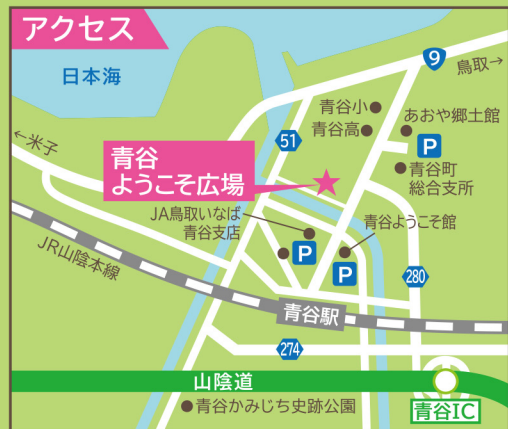 アクセス
日本海
9
鳥取→
青谷小
青谷高
あおや郷土館
P
51
←米子
青谷
ようこそ広場
青谷町
総合支所
JA鳥取いなば
青谷支店
青谷ようこそ館
P
P
JR山陰本線
280
青谷駅
274
山陰道
青谷かみじち史跡公園
青谷IC